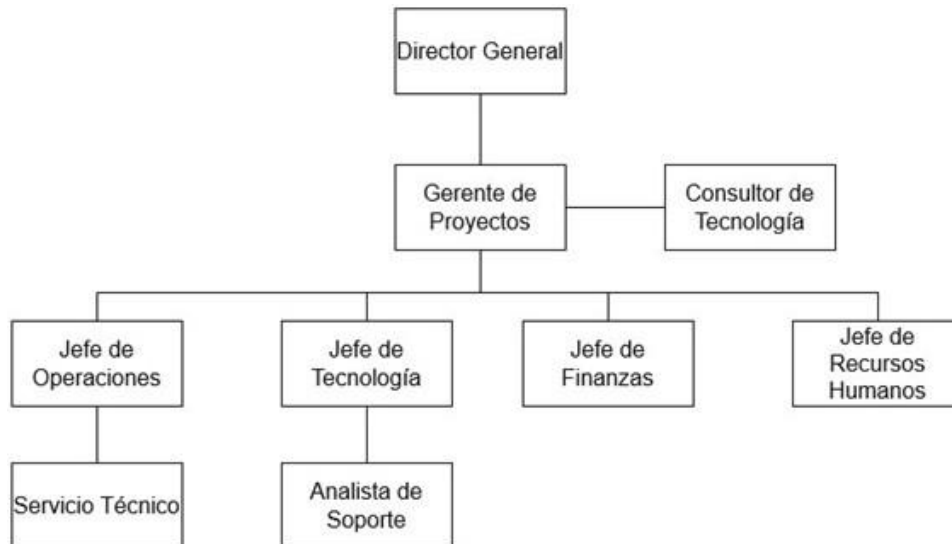 Director General
Gerente de
Proyectos
Consultor de
Tecnología
Jefe de
Operaciones
Jefe de
Tecnología
Jefe de
Finanzas
Jefe de
Recursos
Humanos
Servicio Técnico
Analista de
Soporte